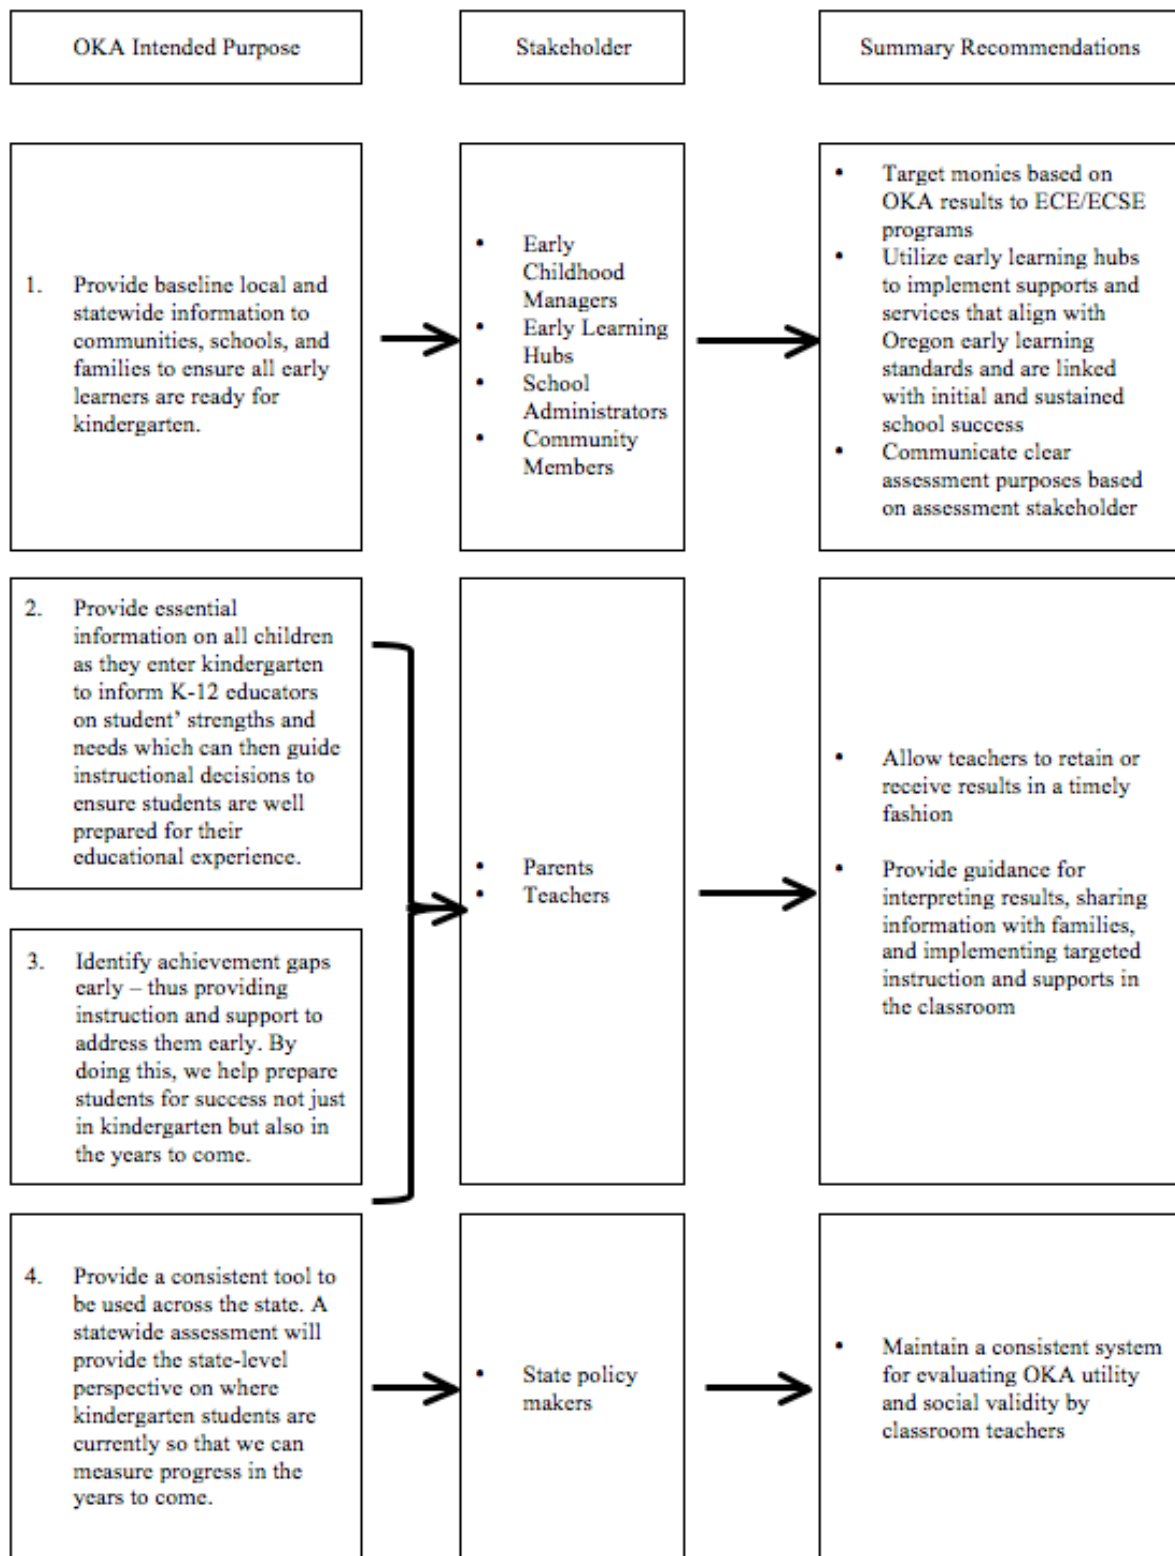 OKA Intended Purpose
Stakeholder
Summary Recommendations
1. Provide baseline local and
statewide information to
communities, schools, and
families to ensure all early
learners are ready for
kindergarten.
• Early
Childhood
Managers
• Early Learning
Hubs
• School
Administrators
• Community
Members
• Target monies based on
OKA results to ECE/ECSE
programs
• Utilize early learning hubs
to implement supports and
services that align with
Oregon early learning
standards and are linked
with initial and sustained
school success
• Communicate clear
assessment purposes based
on assessment stakeholder
2. Provide essential
information on all children
as they enter kindergarten
to inform K-12 educators
on student’ strengths and
needs which can then guide
instructional decisions to
ensure students are well
prepared for their
educational experience.
3. Identify achievement gaps
early – thus providing
instruction and support to
address them early. By
doing this, we help prepare
students for success not just
in kindergarten but also in
the years to come.
• Parents
• Teachers
• Allow teachers to retain or
receive results in a timely
fashion
• Provide guidance for
interpreting results, sharing
information with families,
and implementing targeted
instruction and supports in
the classroom
4. Provide a consistent tool to
be used across the state. A
statewide assessment will
provide the state-level
perspective on where
kindergarten students are
currently so that we can
measure progress in the
years to come.
• State policy
makers
• Maintain a consistent system
for evaluating OKA utility
and social validity by
classroom teachers